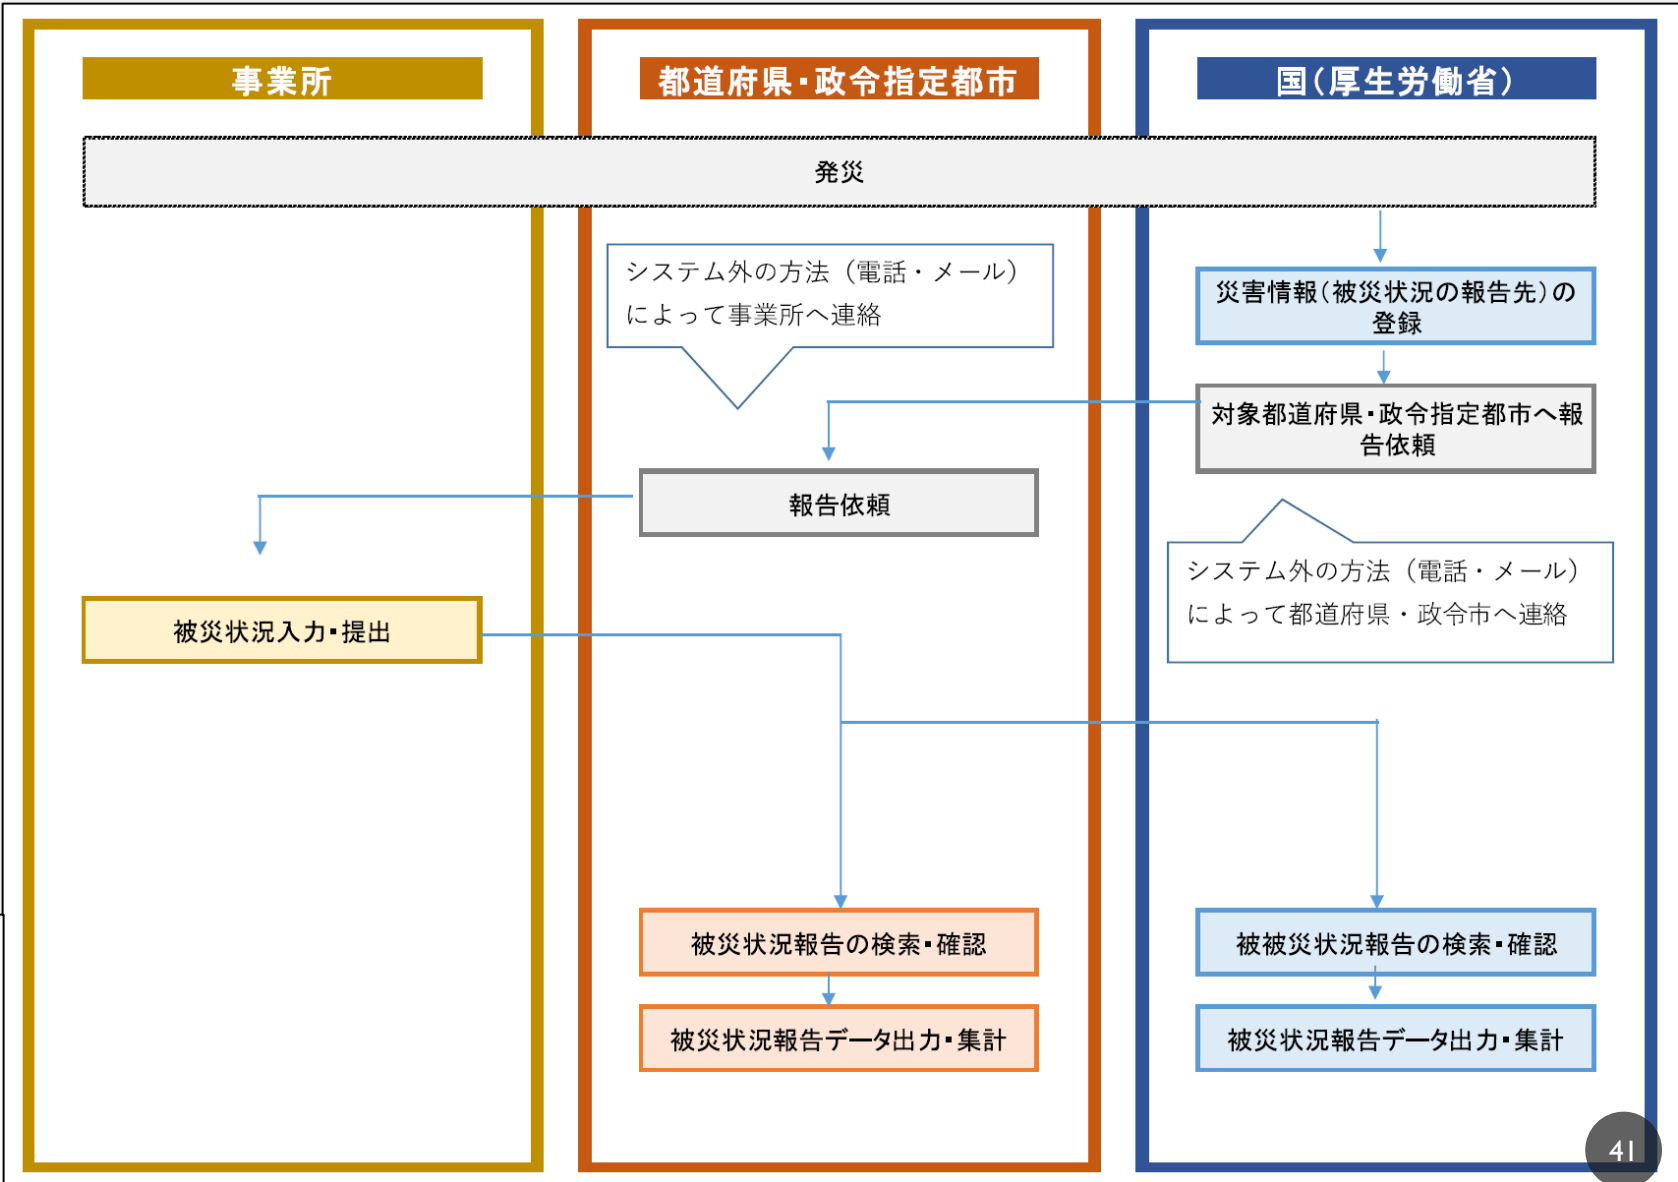 事業所
都道府県・政令指定都市
国(厚生労働省)
発災
システム外の方法（電話・メール）
によって事業所へ連絡
災害情報(被災状況の報告先)の
登録
対象都道府県・政令指定都市へ報
告依頼
報告依頼
システム外の方法（電話・メール）
によって都道府県・政令市へ連絡
被災状況入力・提出
被災状況報告の検索・確認
被被災状況報告の検索・確認
被災状況報告データ出力・集計
被災状況報告データ出力・集計
41